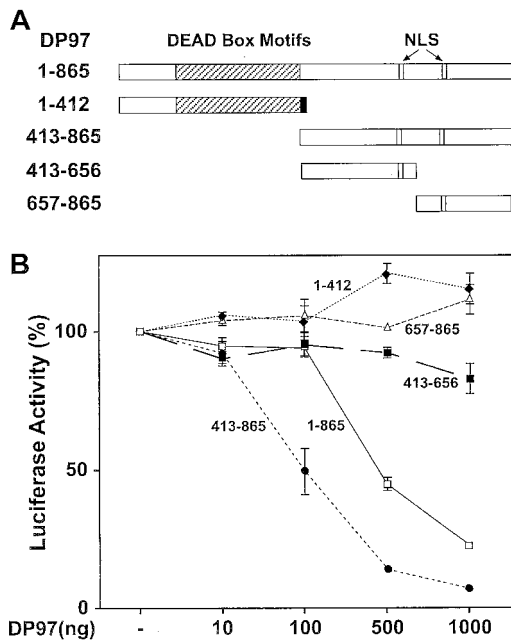 A
DP97 DEAD Box Motifs NLS
1-865
1-412
413-865
413-656
657-865
B
Luciferase Activity (%)
100
50
0
1-412
657-865
413-656
413-865
1-865
DP97(ng) - 10 100 500 1000